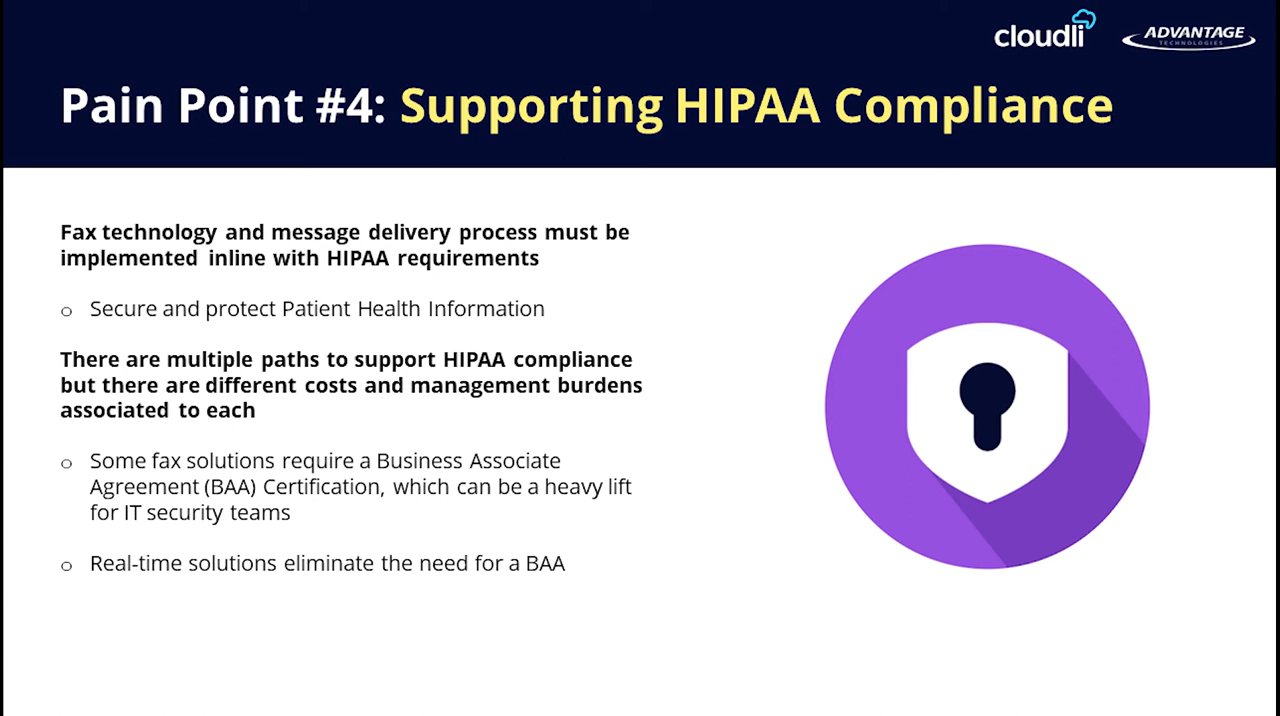 cloudli
ADVANTAGE
TECHNOLOGIES
Pain Point #4: Supporting HIPAA Compliance
Fax technology and message delivery process must be
implemented inline with HIPAA requirements
o Secure and protect Patient Health Information
There are multiple paths to support HIPAA compliance
but there are different costs and management burdens
associated to each
o Some fax solutions require a Business Associate
Agreement (BAA) Certification, which can be a heavy lift
for IT security teams
o Real-time solutions eliminate the need for a BAA